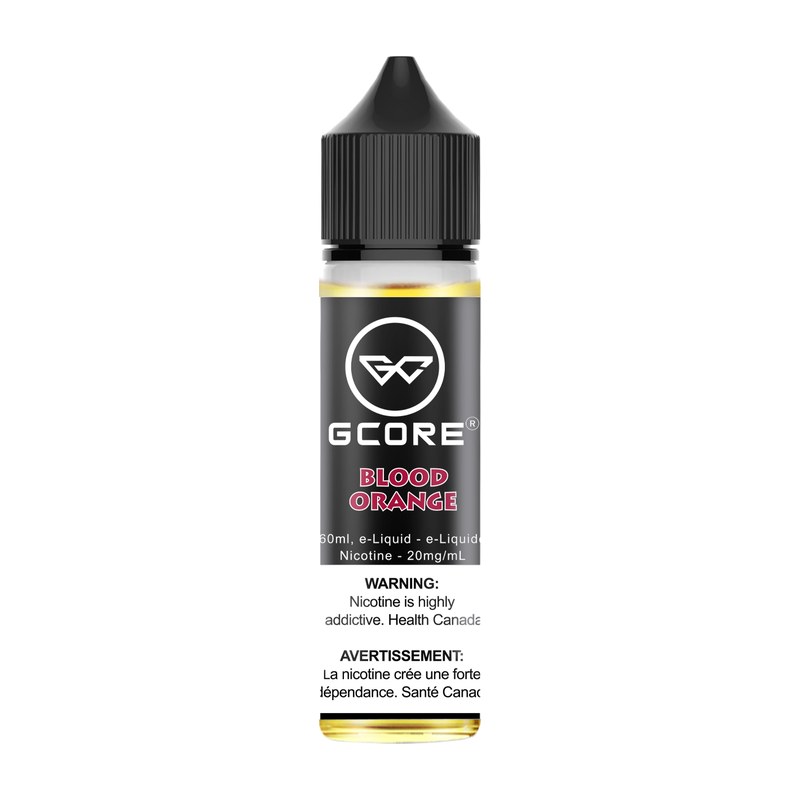 GC
GCORE®
BLOOD
ORANGE
60ml, e-Liquid - e-Liquide
Nicotine - 20mg/mL
WARNING:
Nicotine is highly
addictive. Health Canada
AVERTISSEMENT:
La nicotine crée une forte
dépendance. Santé Canad